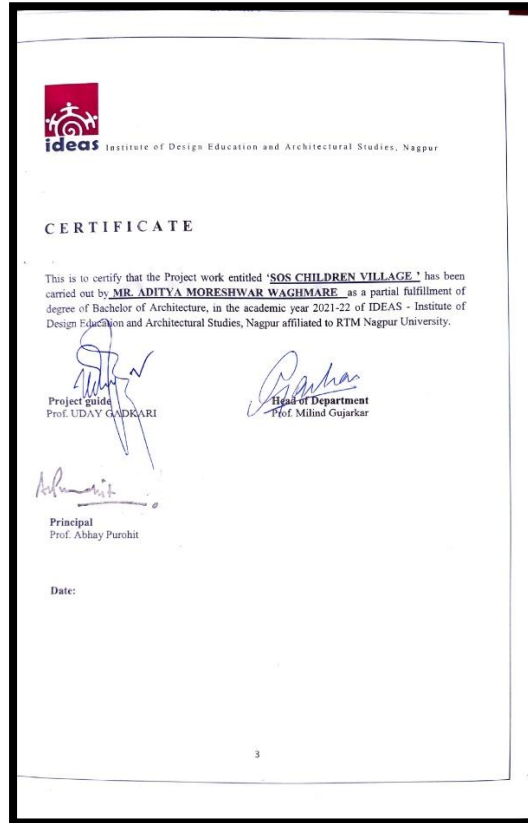 ideas Institute of Design Education and Architectural Studies, Nagpur
CERTIFICATE
This is to certify that the Project work entitled 'SOS CHILDREN VILLAGE ' has been
carried out by MR. ADITYA MORESHWAR WAGHMARE as a partial fulfillment of
degree of Bachelor of Architecture, in the academic year 2021-22 of IDEAS - Institute of
Design Education and Architectural Studies, Nagpur affiliated to RTM Nagpur University.
Project guide
Prof. UDAY GADKARI
Head of Department
Prof. Milind Gujarkar
Principal
Prof. Abhay Purohit
Date:
3